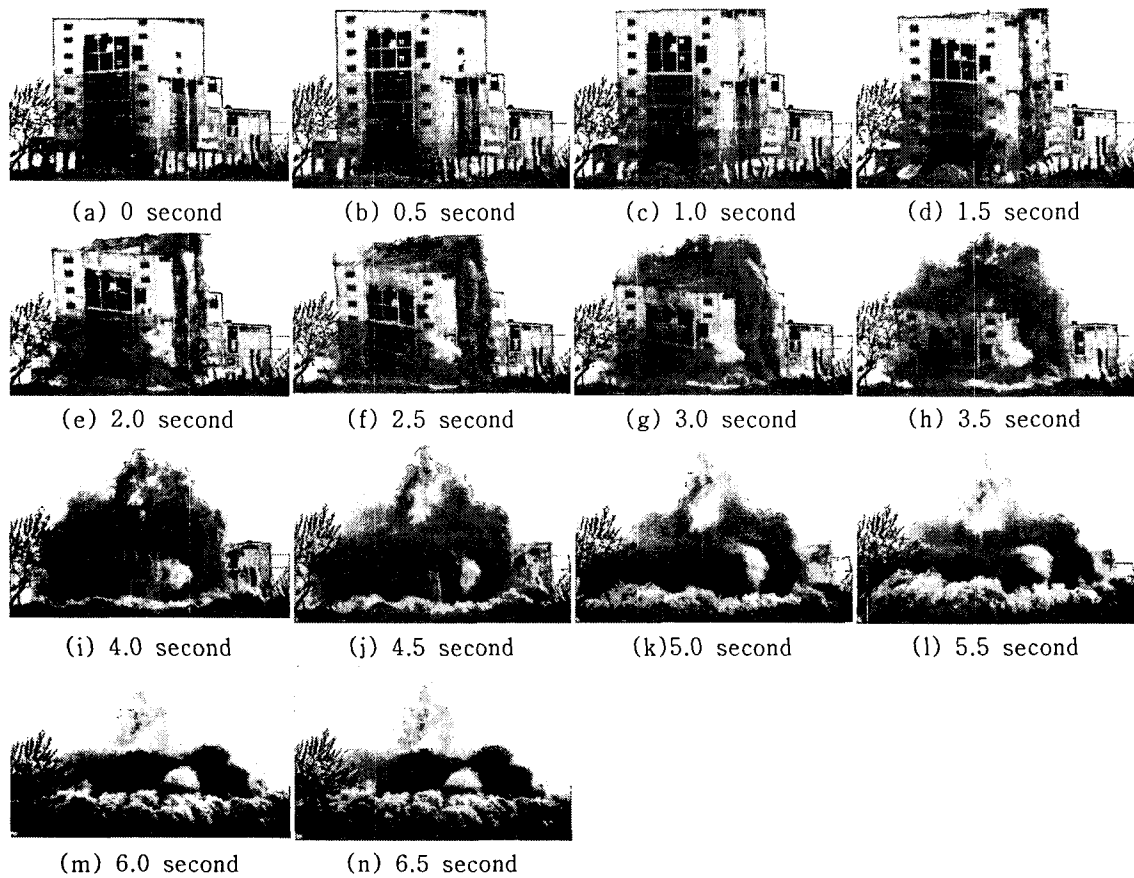 (a) 0 second
(b) 0.5 second
(c) 1.0 second
(d) 1.5 second
(e) 2.0 second
(f) 2.5 second
(g) 3.0 second
(h) 3.5 second
(i) 4.0 second
(j) 4.5 second
(k)5.0 second
(l) 5.5 second
(m) 6.0 second
(n) 6.5 second